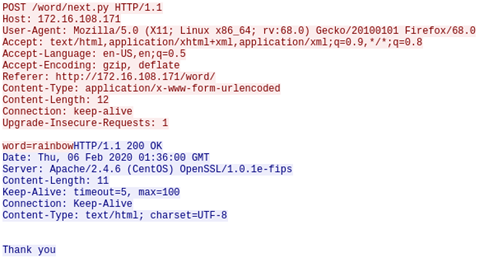 POST /word/next.py HTTP/1.1
Host: 172.16.108.171
User-Agent: Mozilla/5.0 (X11; Linux x86_64; rv:68.0) Gecko/20100101 Firefox/68.0
Accept: text/html,application/xhtml+xml,application/xml;q=0.9,*/*;q=0.8
Accept-Language: en-US,en;q=0.5
Accept-Encoding: gzip, deflate
Referer: http://172.16.108.171/word/
Content-Type: application/x-www-form-urlencoded
Content-Length: 12
Connection: keep-alive
Upgrade-Insecure-Requests: 1
word=rainbowHTTP/1.1 200 OK
Date: Thu, 06 Feb 2020 01:36:00 GMT
Server: Apache/2.4.6 (CentOS) OpenSSL/1.0.1e-fips
Content-Length: 11
Keep-Alive: timeout=5, max=100
Connection: Keep-Alive
Content-Type: text/html; charset=UTF-8
Thank you